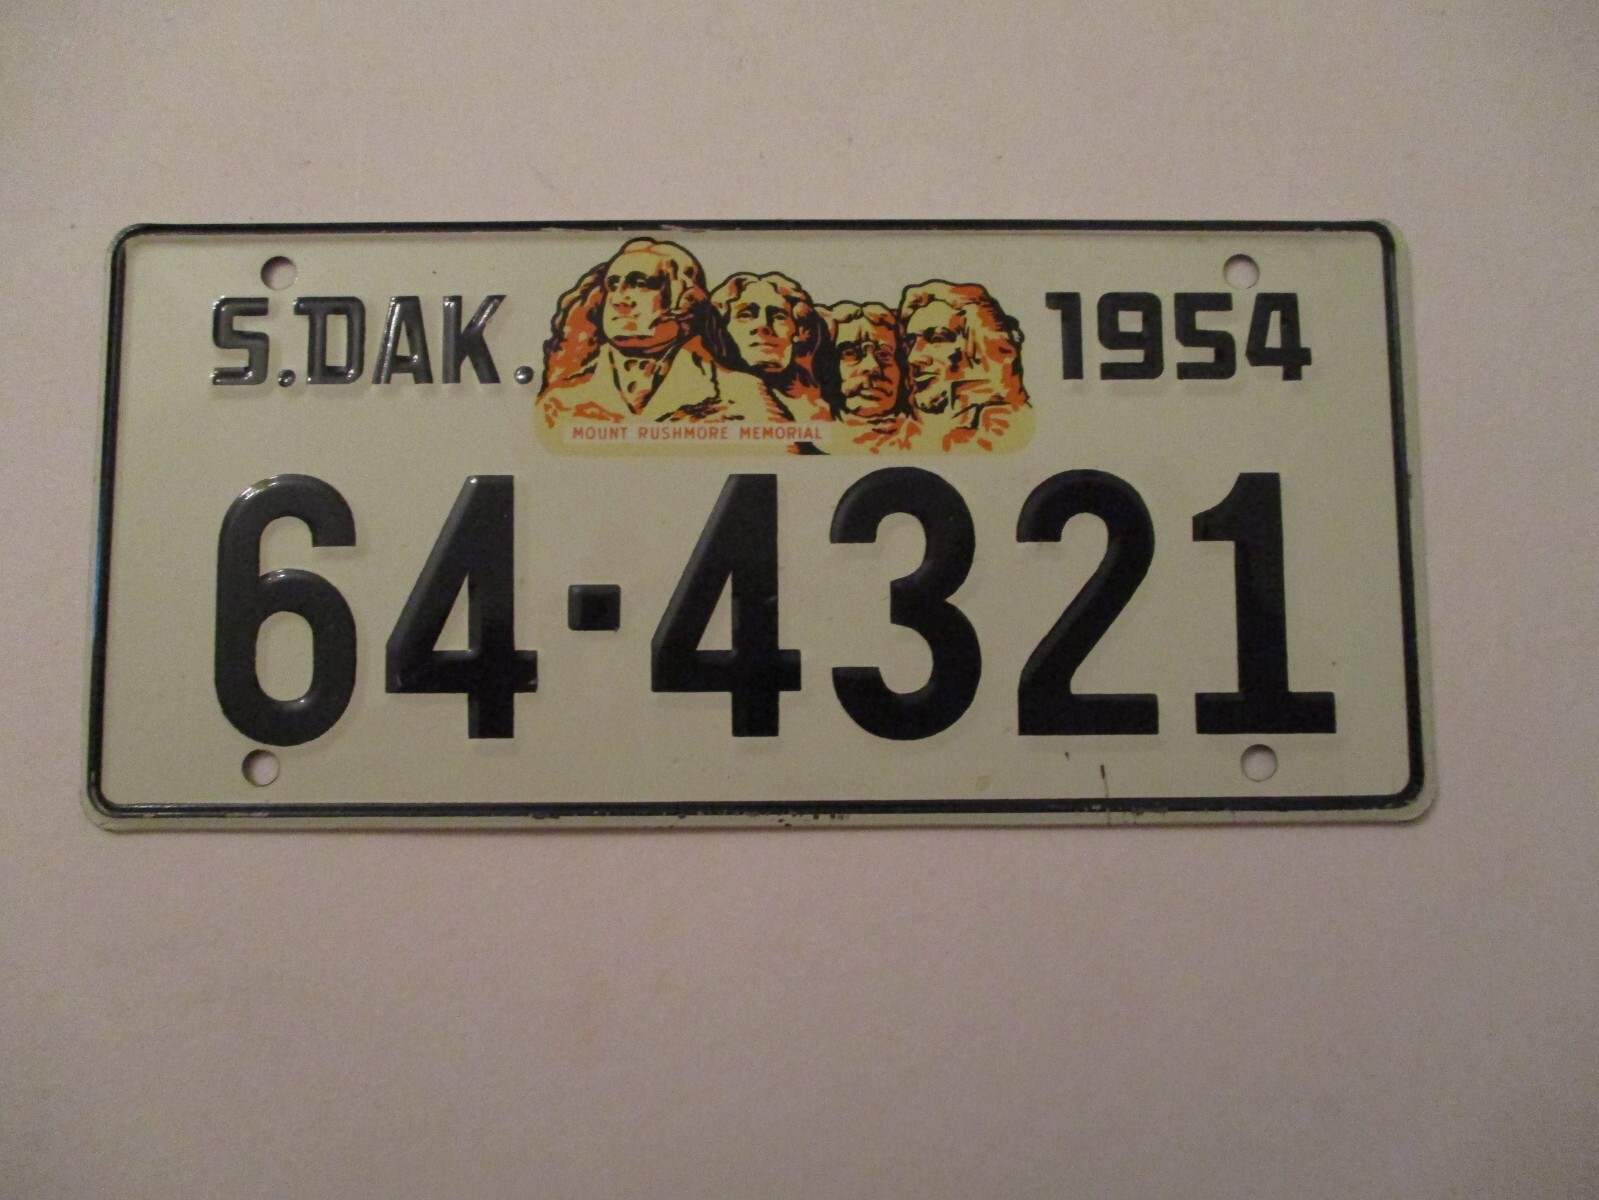 S.DAK. 1954
MOUNT RUSHMORE MEMORIAL
64-4321